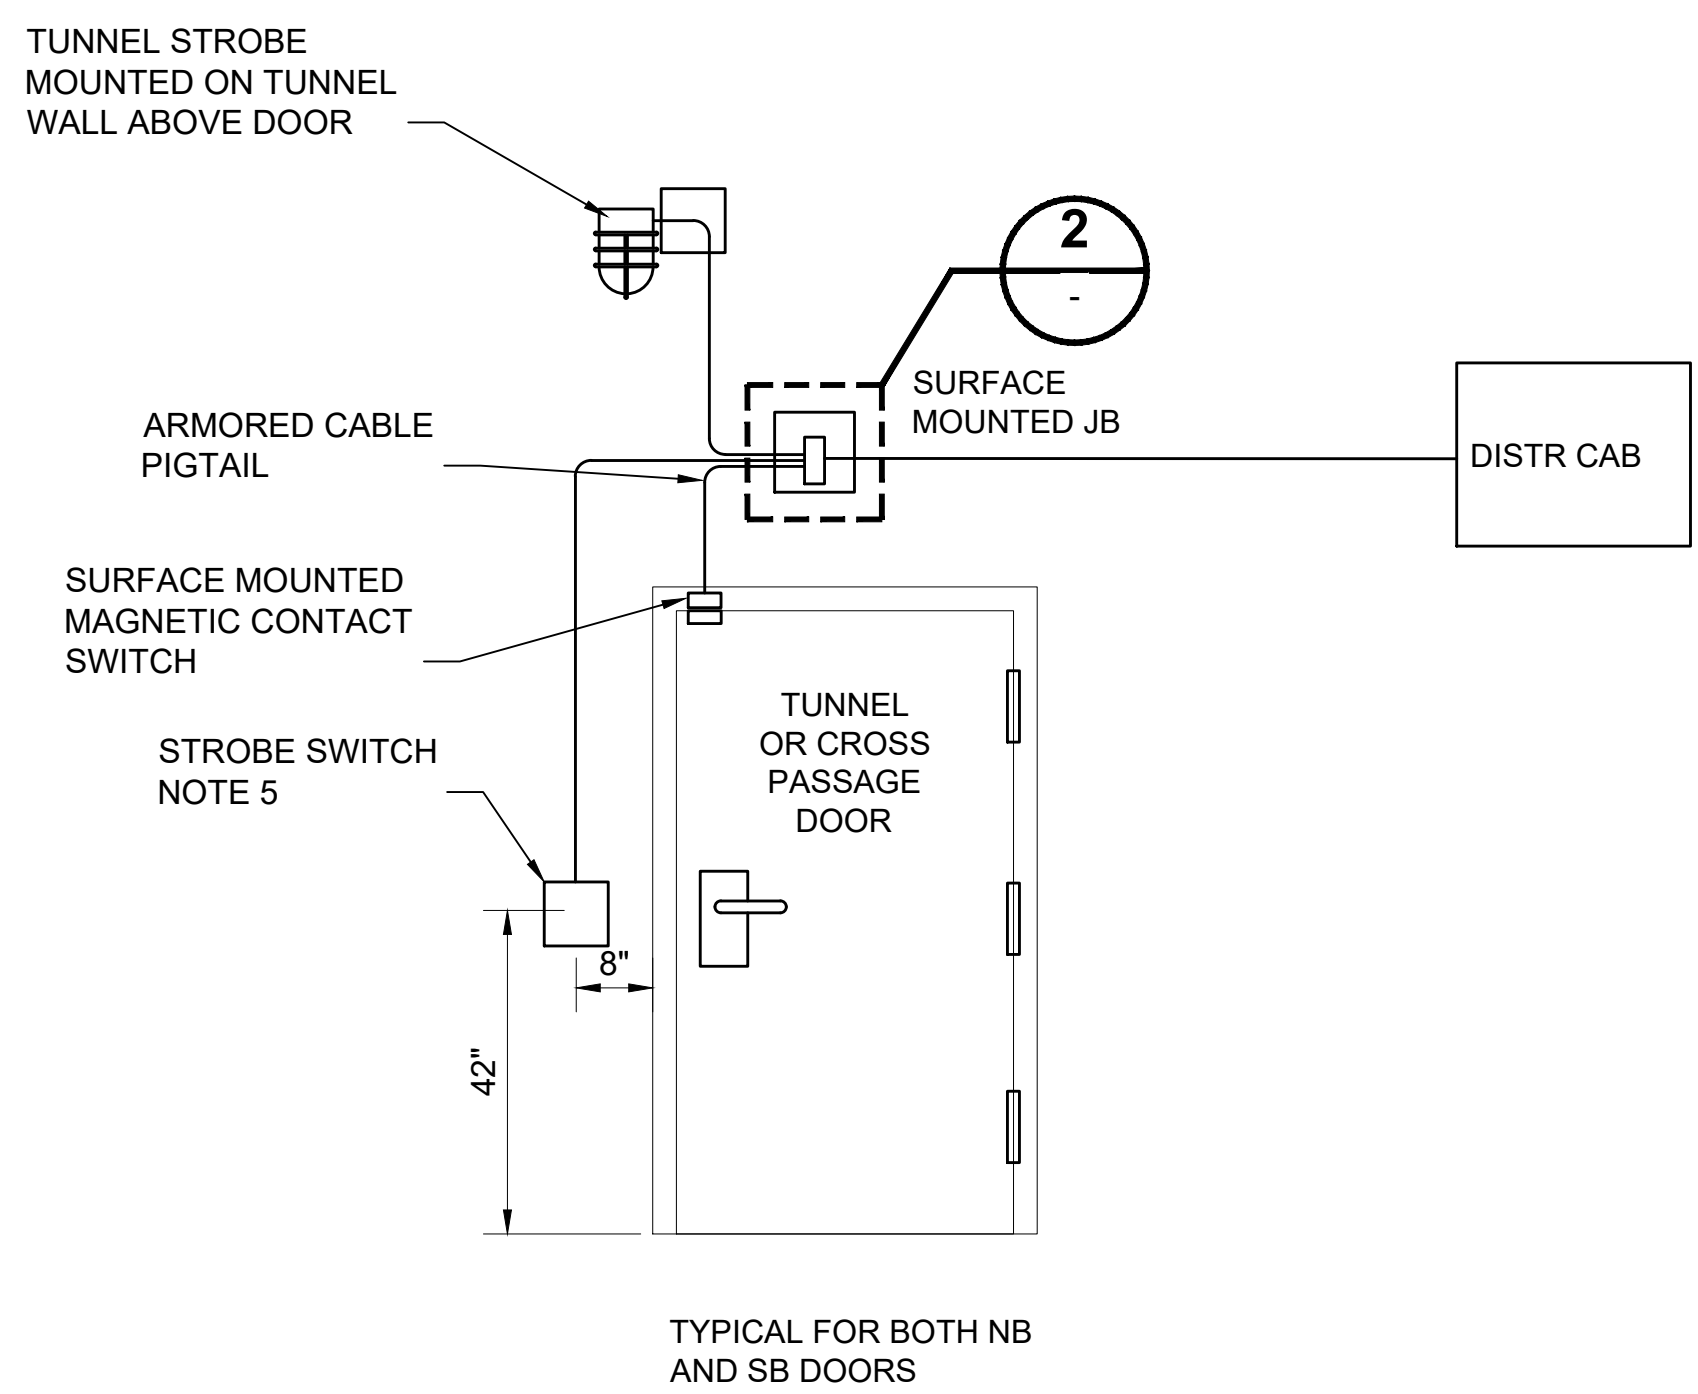 TUNNEL STROBE
MOUNTED ON TUNNEL
WALL ABOVE DOOR
2
-
SURFACE
MOUNTED JB
DISTR CAB
ARMORED CABLE
PIGTAIL
SURFACE MOUNTED
MAGNETIC CONTACT
SWITCH
TUNNEL
OR CROSS
PASSAGE
DOOR
STROBE SWITCH
NOTE 5
8"
42"
TYPICAL FOR BOTH NB
AND SB DOORS